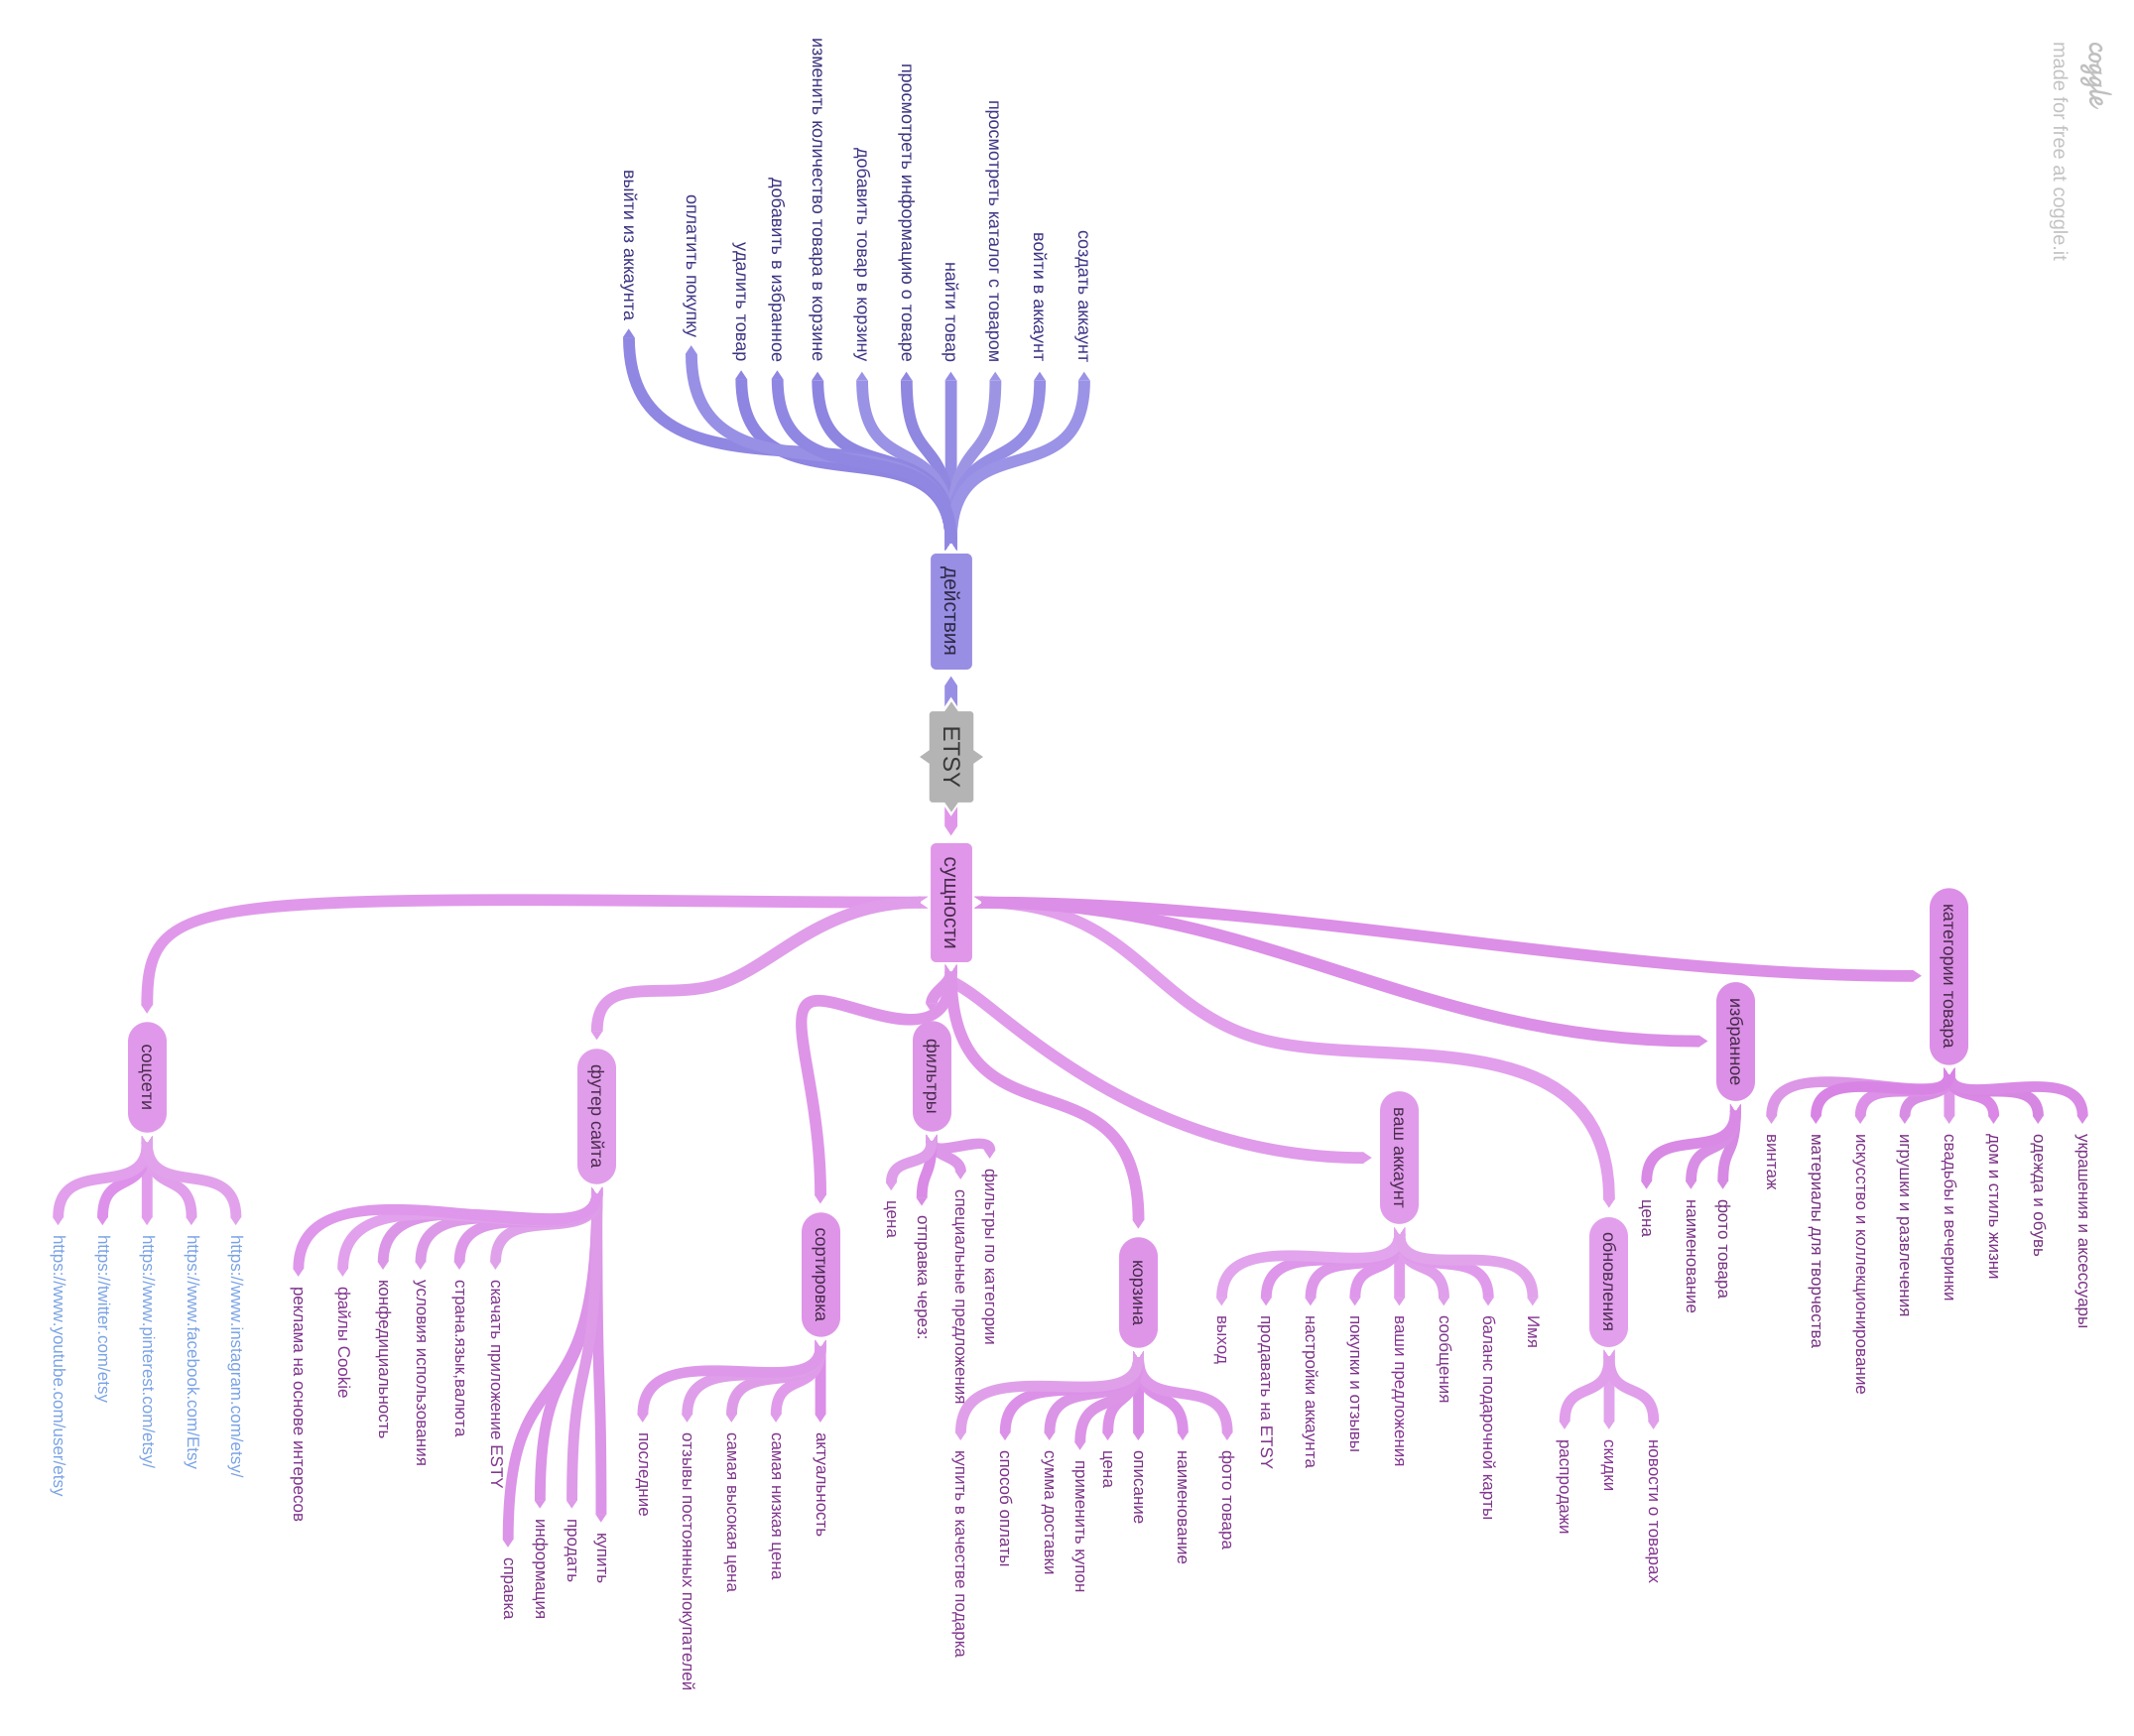 coggle
made for free at coggle.it
ETSY
действия
создать аккаунт
войти в аккаунт
просмотреть каталог с товаром
найти товар
просмотреть информацию о товаре
добавить товар в корзину
изменить количество товара в корзине
добавить в избранное
удалить товар
оплатить покупку
выйти из аккаунта
сущности
категории товара
украшения и аксессуары
одежда и обувь
дом и стиль жизни
свадьбы и вечеринки
игрушки и развлечения
искусство и коллекционирование
материалы для творчества
винтаж
избранное
фото товара
наименование
цена
обновления
новости о товарах
скидки
распродажи
ваш аккаунт
Имя
баланс подарочной карты
сообщения
ваши предложения
покупки и отзывы
настройки аккаунта
продавать на ETSY
выход
корзина
фото товара
наименование
описание
цена
применить купон
сумма доставки
способ оплаты
купить в качестве подарка
фильтры
фильтры по категории
специальные предложения
отправка через:
цена
сортировка
актуальность
самая низкая цена
самая высокая цена
отзывы постоянных покупателей
последние
футер сайта
купить
продать
информация
справка
скачать приложение ESTY
страна.язык,валюта
условия использования
конфедициальность
файлы Cookie
реклама на основе интересов
соцсети
https://www.instagram.com/etsy/
https://www.facebook.com/Etsy
https://www.pinterest.com/etsy/
https://twitter.com/etsy
https://www.youtube.com/user/etsy